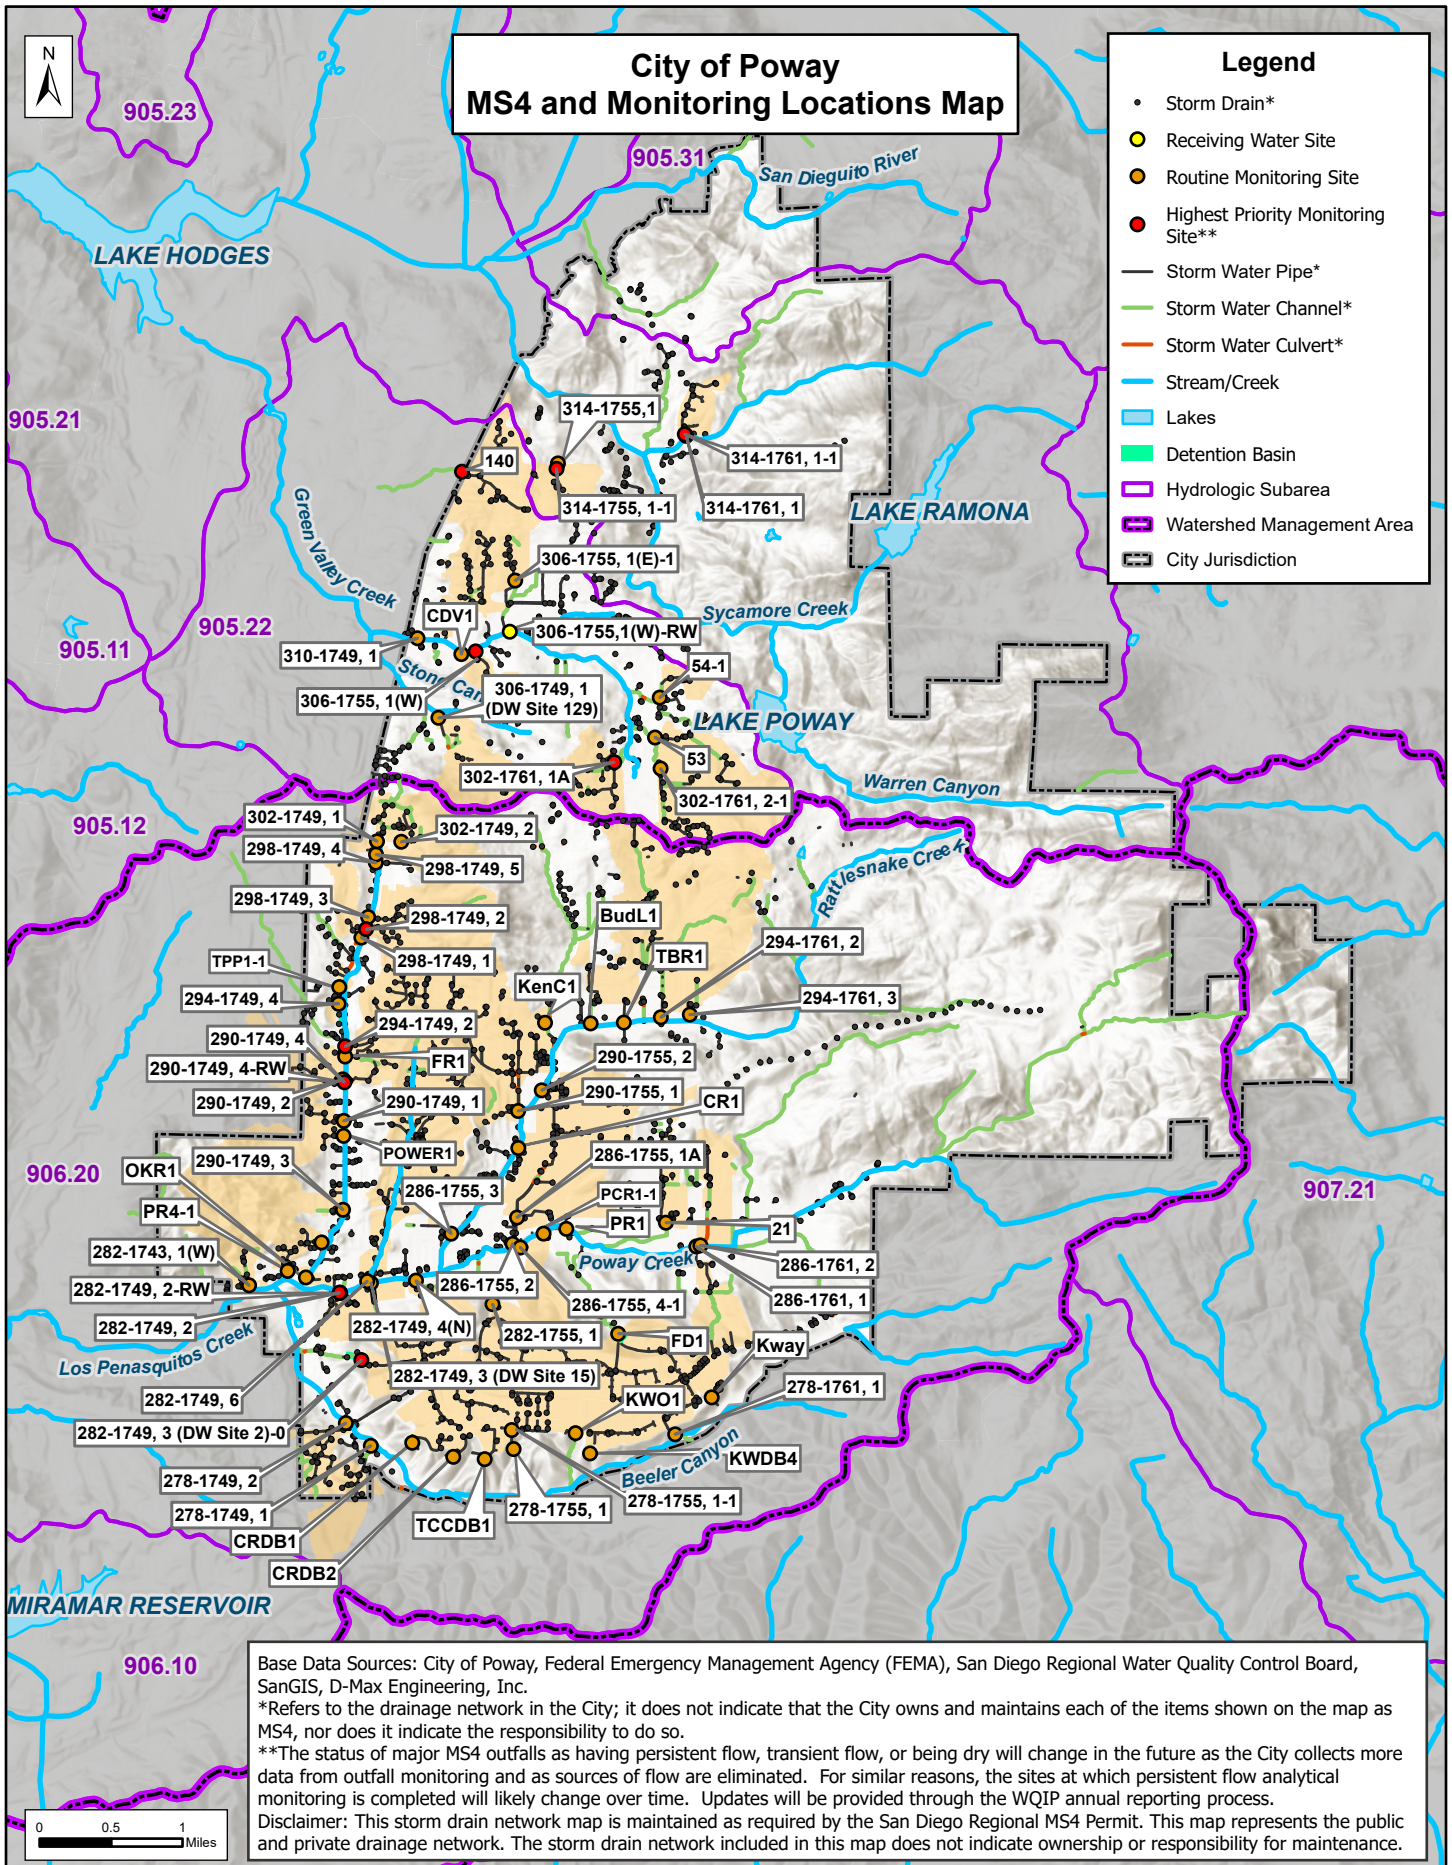 City of Poway
MS4 and Monitoring Locations Map
N
Legend
Storm Drain*
Receiving Water Site
Routine Monitoring Site
Highest Priority Monitoring
Site**
Storm Water Pipe*
Storm Water Channel*
Storm Water Culvert*
Stream/Creek
Lakes
Detention Basin
Hydrologic Subarea
Watershed Management Area
City Jurisdiction
905.23
905.31
San Dieguito River
LAKE HODGES
905.21
314-1755,1
140
314-1761, 1-1
314-1755, 1-1
314-1761, 1
LAKE RAMONA
Green Valley Creek
306-1755, 1(E)-1
CDV1
Sycamore Creek
905.22
905.11
306-1755,1(W)-RW
310-1749, 1
54-1
Stone Can
306-1755, 1(W)
306-1749, 1
(DW Site 129)
LAKE POWAY
53
302-1761, 1A
Warren Canyon
302-1761, 2-1
905.12
302-1749, 1
302-1749, 2
298-1749, 4
298-1749, 5
Rattlesnake Creek
298-1749, 3
298-1749, 2
BudL1
298-1749, 1
TBR1
294-1761, 2
TPP1-1
KenC1
294-1749, 4
294-1761, 3
294-1749, 2
290-1749, 4
FR1
290-1755, 2
290-1749, 4-RW
290-1755, 1
290-1749, 2
290-1749, 1
CR1
POWER1
290-1749, 3
286-1755, 1A
906.20
OKR1
286-1755, 3
PCR1-1
907.21
PR4-1
PR1
21
282-1743, 1(W)
Poway Creek
286-1761, 2
282-1749, 2-RW
286-1755, 2
286-1761, 1
286-1755, 4-1
282-1749, 2
282-1749, 4(N)
282-1755, 1
FD1
Kway
Los Penasquitos Creek
282-1749, 3 (DW Site 15)
278-1761, 1
282-1749, 6
KWO1
282-1749, 3 (DW Site 2)-0
Beeler Canyon
KWDB4
278-1749, 2
278-1755, 1-1
278-1749, 1
278-1755, 1
TCCDB1
CRDB1
CRDB2
MIRAMAR RESERVOIR
906.10
Base Data Sources: City of Poway, Federal Emergency Management Agency (FEMA), San Diego Regional Water Quality Control Board,
SanGIS, D-Max Engineering, Inc.
*Refers to the drainage network in the City; it does not indicate that the City owns and maintains each of the items shown on the map as
MS4, nor does it indicate the responsibility to do so.
**The status of major MS4 outfalls as having persistent flow, transient flow, or being dry will change in the future as the City collects more
data from outfall monitoring and as sources of flow are eliminated. For similar reasons, the sites at which persistent flow analytical
monitoring is completed will likely change over time. Updates will be provided through the WQIP annual reporting process.
Disclaimer: This storm drain network map is maintained as required by the San Diego Regional MS4 Permit. This map represents the public
and private drainage network. The storm drain network included in this map does not indicate ownership or responsibility for maintenance.
0 0.5 1
Miles